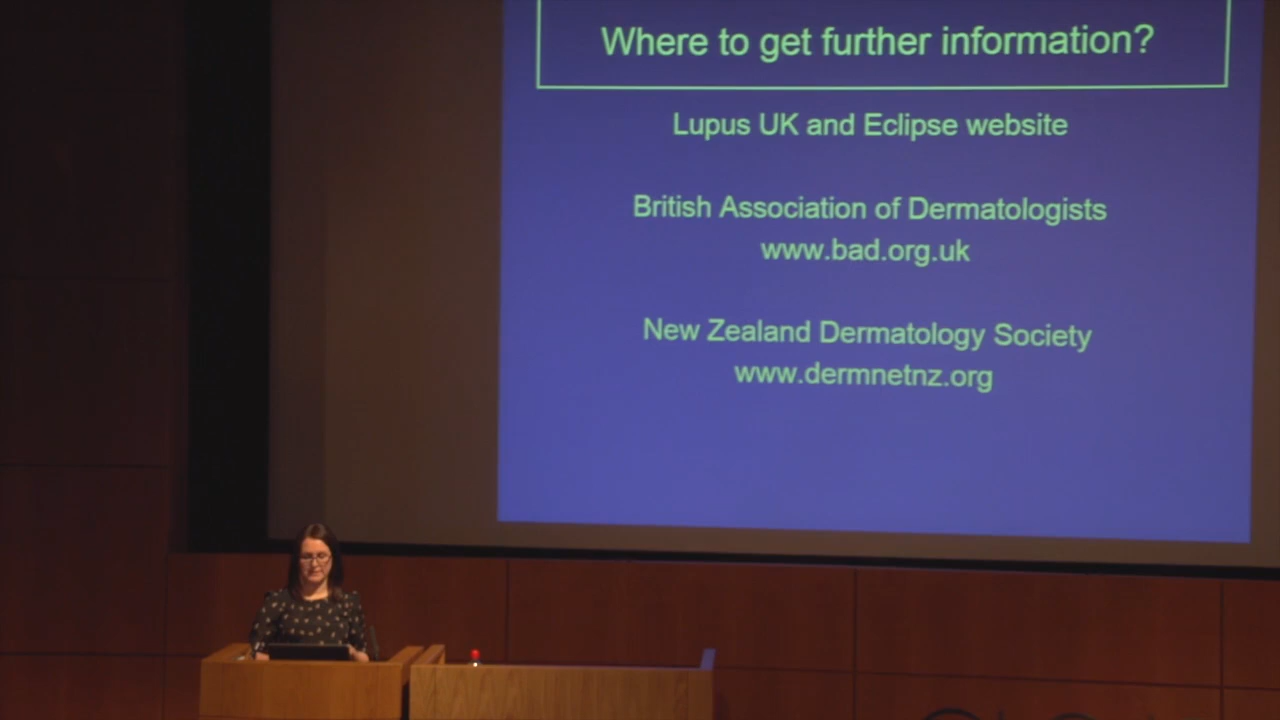 Where to get further information?
Lupus UK and Eclipse website
British Association of Dermatologists
www.bad.org.uk
New Zealand Dermatology Society
www.dermnetnz.org